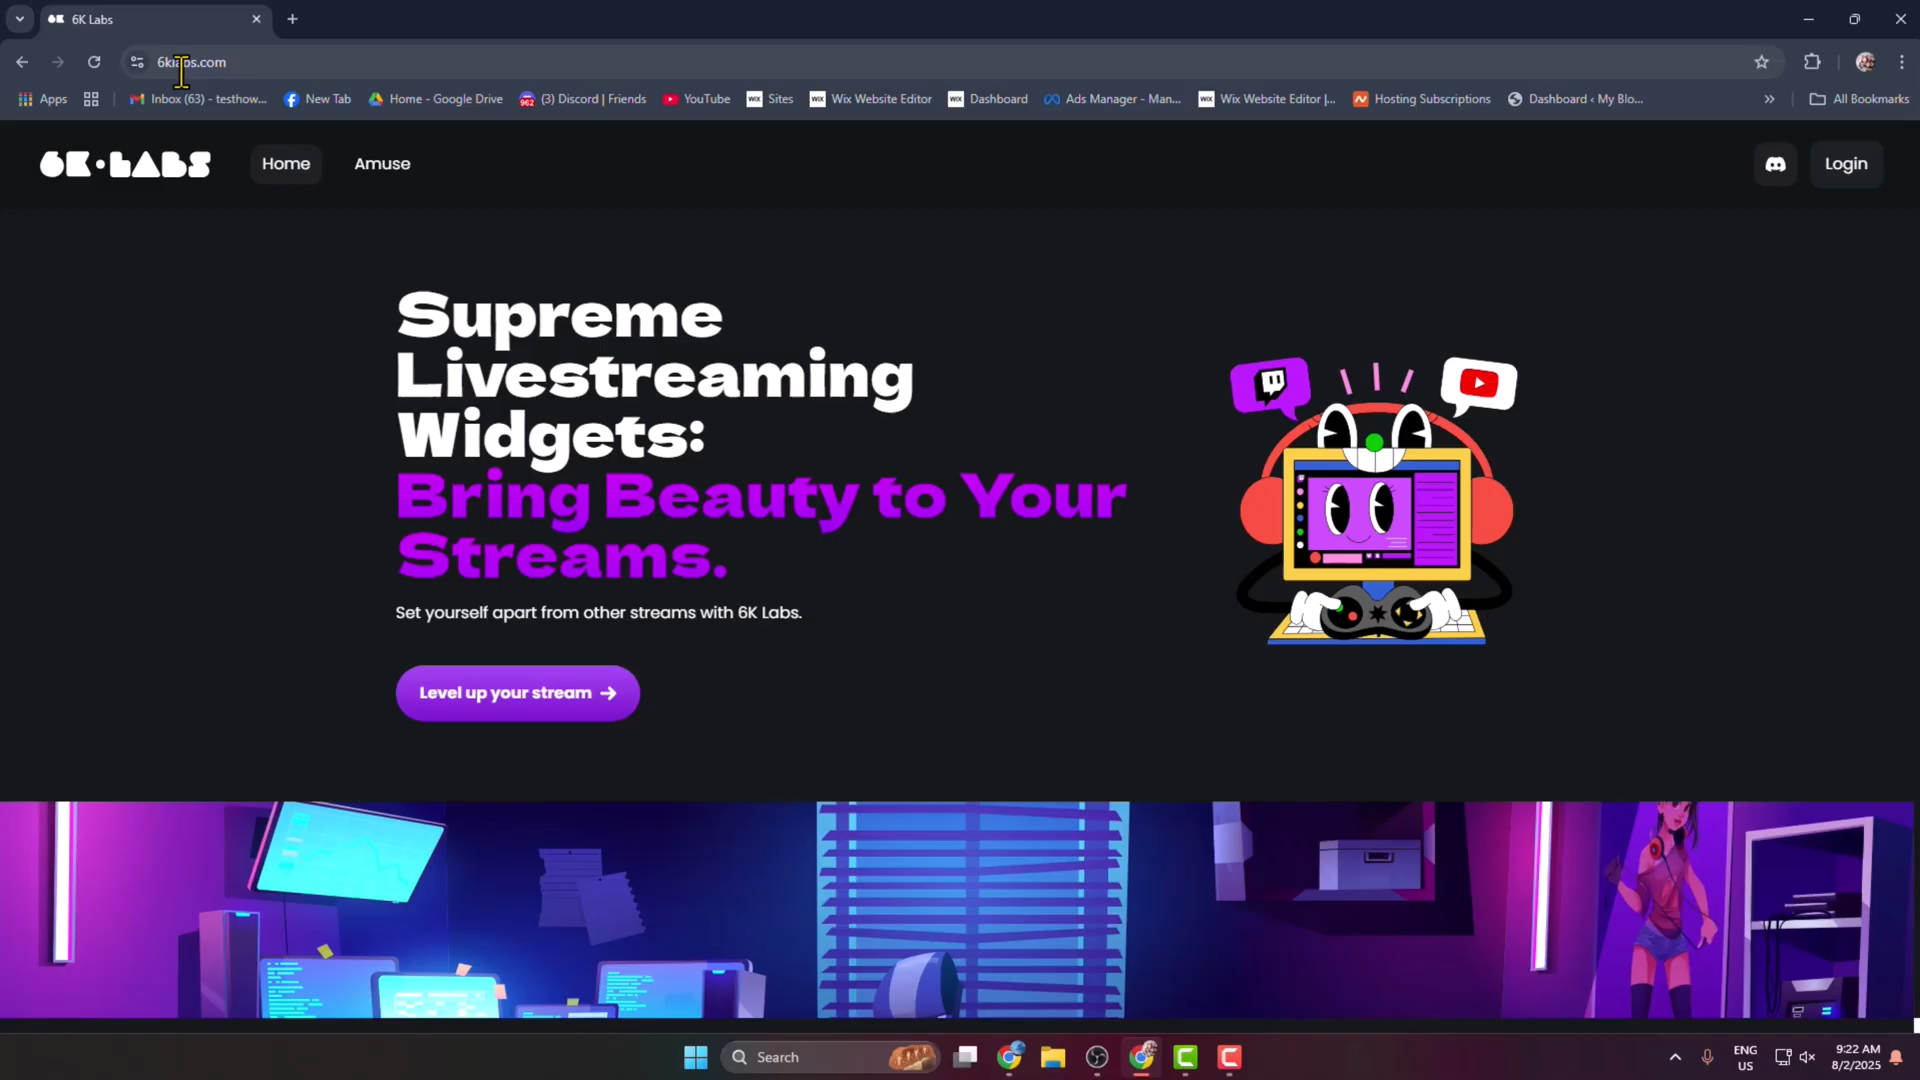 6K Labs
6klabs.com
Apps
Inbox (63) - testhow...
New Tab
Home - Google Drive
(3) Discord | Friends
YouTube
Sites
Wix Website Editor
Dashboard
Ads Manager - Man...
Wix Website Editor |...
Hosting Subscriptions
Dashboard ‹ My Blo...
All Bookmarks
6K•LABS
Home
Amuse
Login
Supreme
Livestreaming
Widgets:
Bring Beauty to Your
Streams.
Set yourself apart from other streams with 6K Labs.
Level up your stream →
Search
ENG
US
9:22 AM
8/2/2025